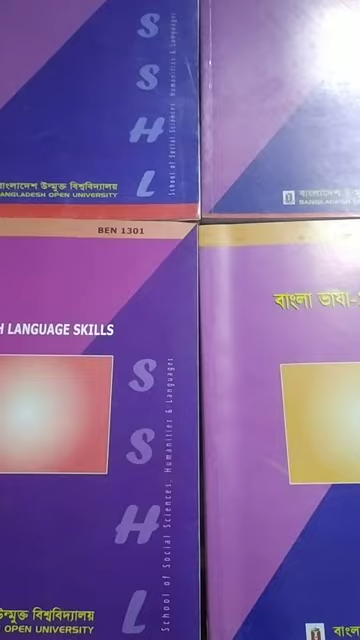 S
S
H
L
School of Social Sciences, Humanities & Languages
বাংলাদেশ উন্মুক্ত বিশ্ববিদ্যালয়
BANGLADESH OPEN UNIVERSITY
বাংলাদেশ উন্মুক্ত
BANGLADESH
BEN 1301
LANGUAGE SKILLS
S
S
H
L
School of Social Sciences, Humanities & Languages
উন্মুক্ত বিশ্ববিদ্যালয়
OPEN UNIVERSITY
বাংলা ভাষা-